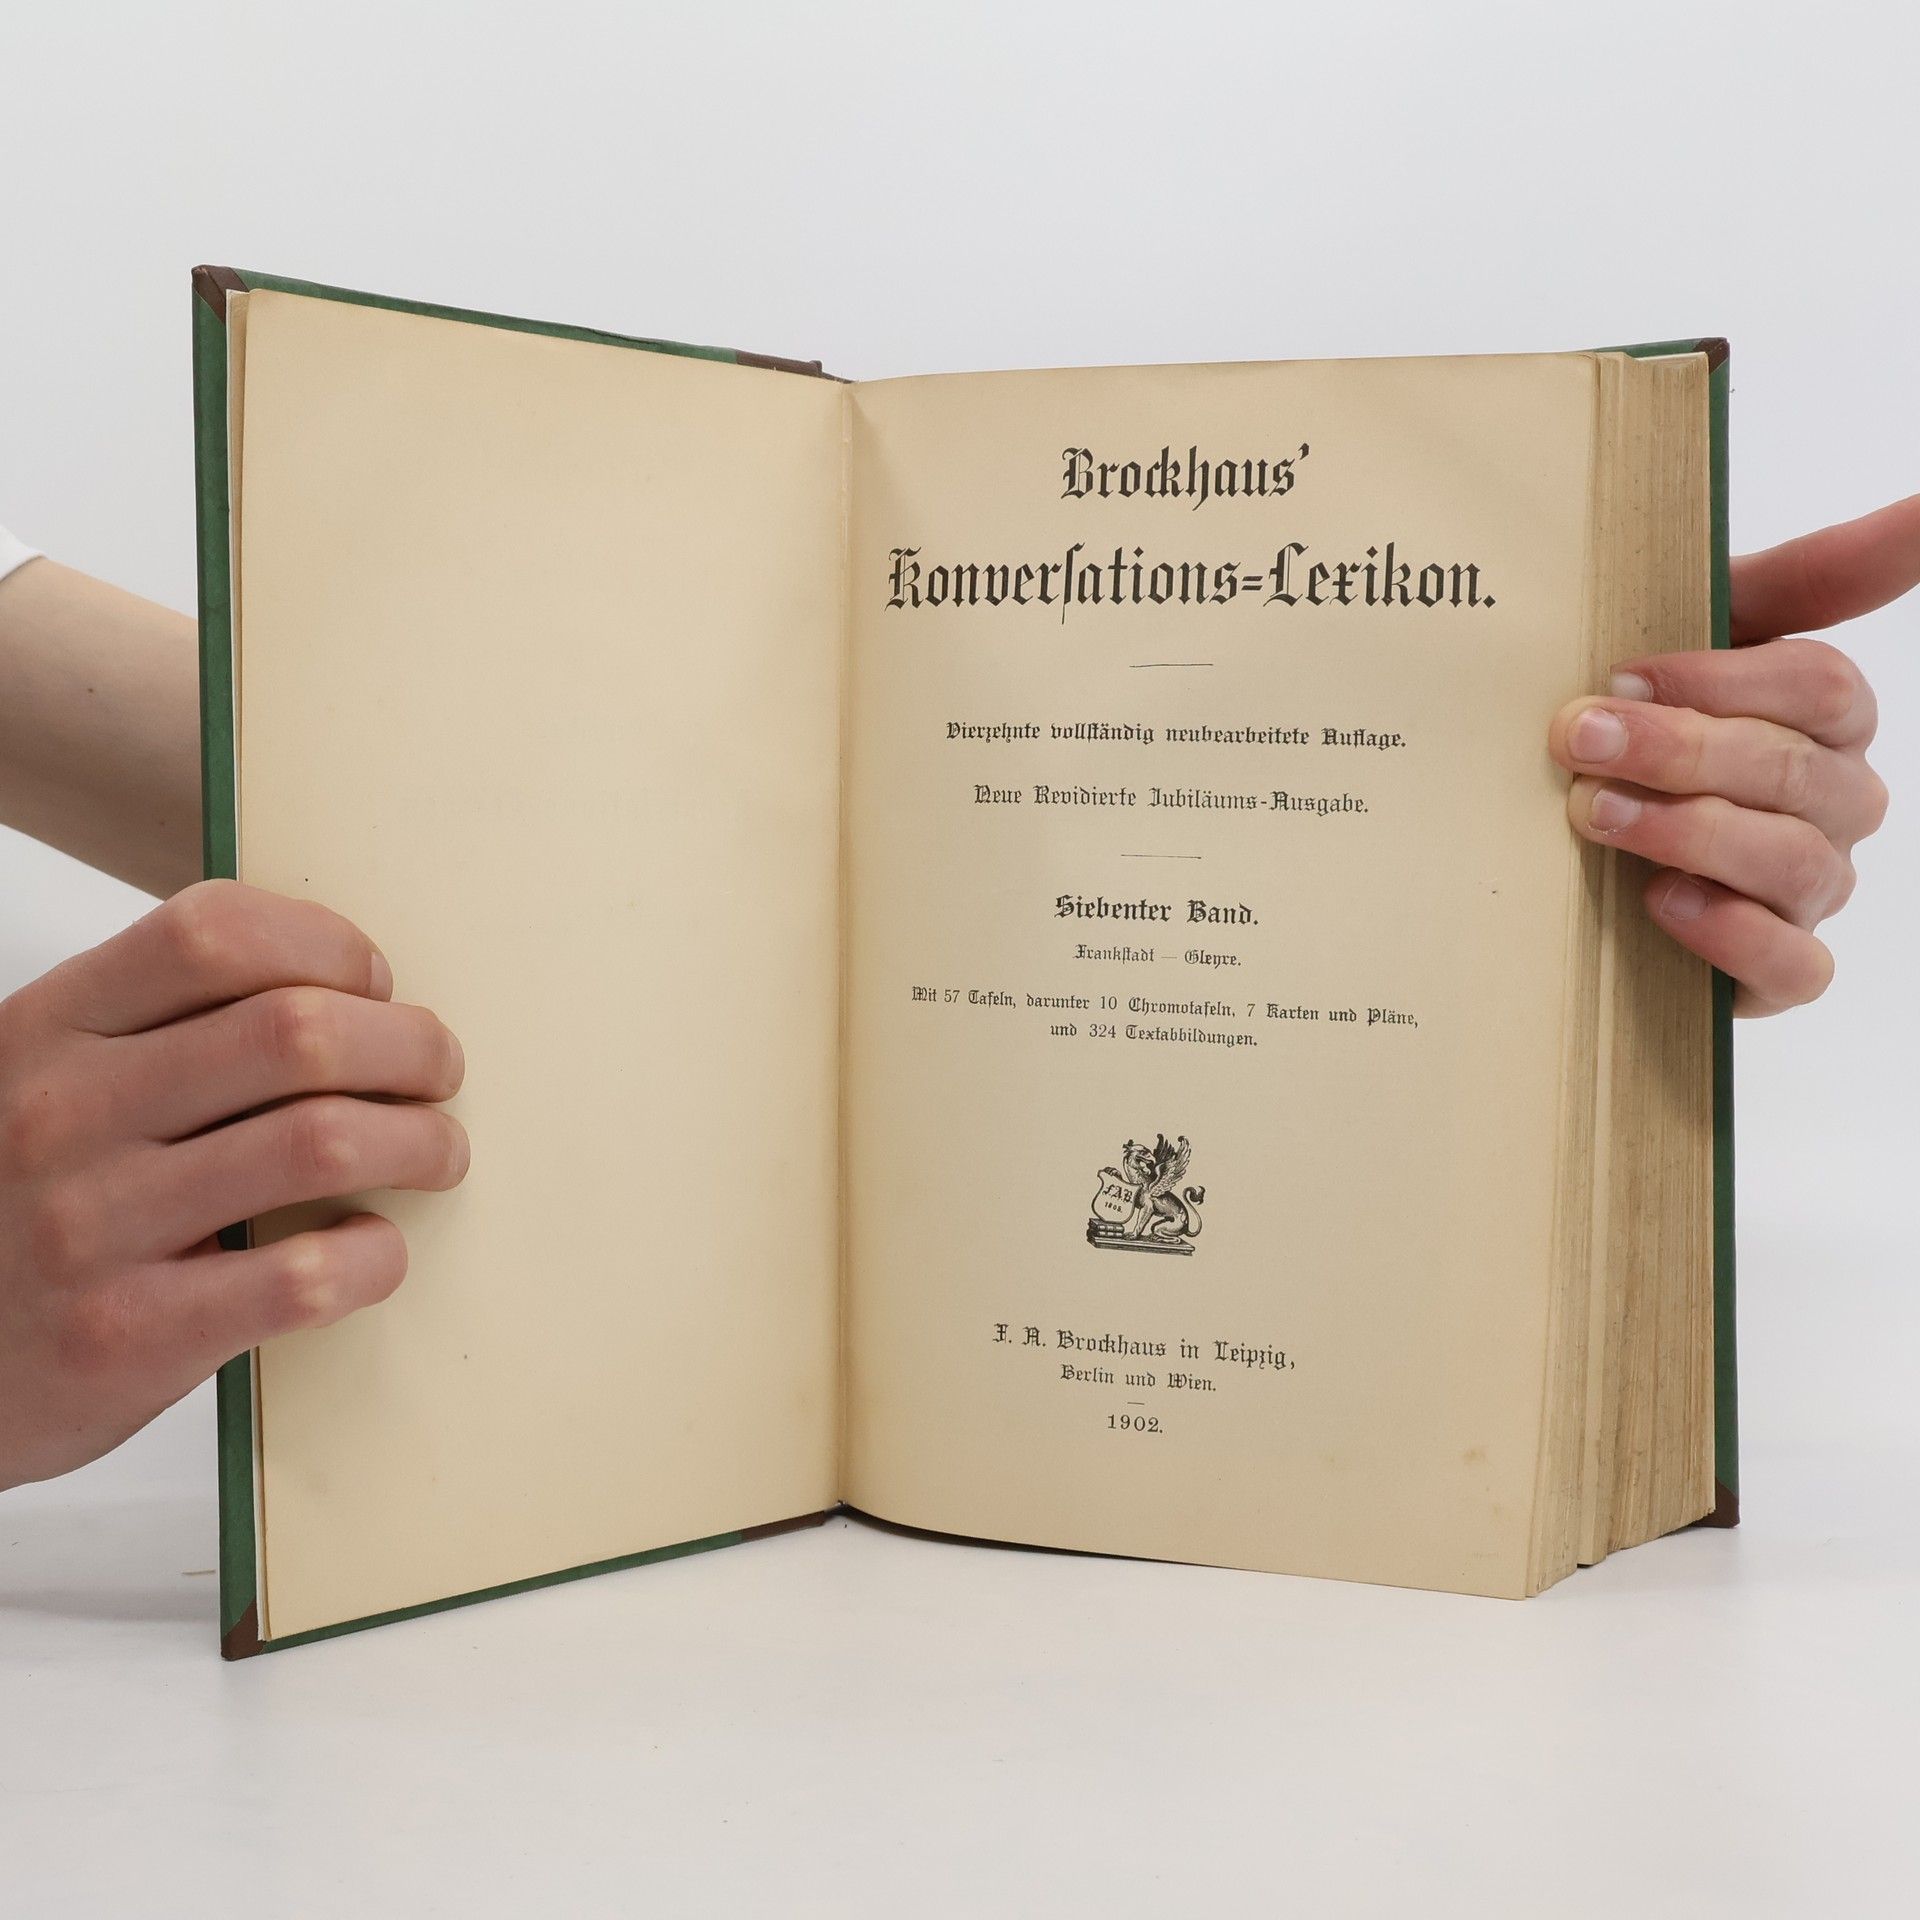 Brockhaus’
Konverſations=Lexikon.
Vierzehnte vollſtändig neubearbeitete Auflage.
Neue Revidierte Jubiläums-Ausgabe.
Siebenter Band.
Frankſtadt — Gleyre.
Mit 57 Tafeln, darunter 10 Chromotafeln, 7 Karten und Pläne,
und 324 Textabbildungen.
F.A.B.
1805.
F. A. Brockhaus in Leipzig,
Berlin und Wien.
1902.